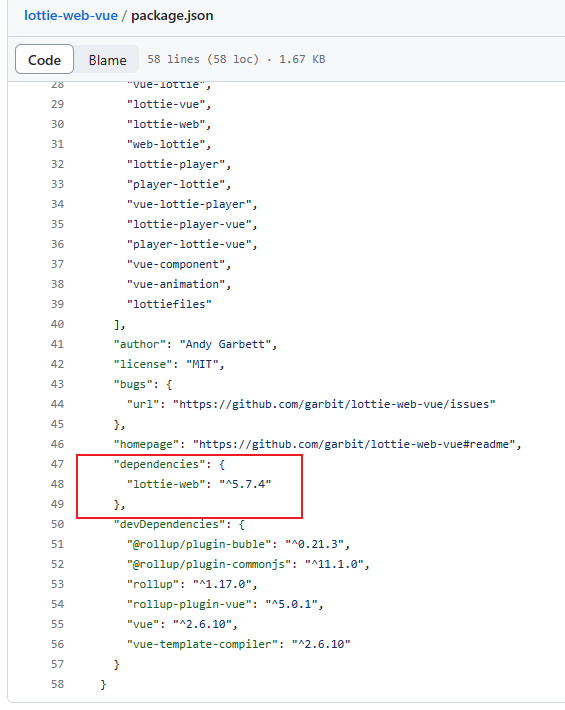 lottie-web-vue / package.json
Code Blame 58 lines (58 loc) · 1.67 KB
28 "vue-lottie",
29 "lottie-vue",
30 "lottie-web",
31 "web-lottie",
32 "lottie-player",
33 "player-lottie",
34 "vue-lottie-player",
35 "lottie-player-vue",
36 "player-lottie-vue",
37 "vue-component",
38 "vue-animation",
39 "lottiefiles"
40 ],
41 "author": "Andy Garbett",
42 "license": "MIT",
43 "bugs": {
44 "url": "https://github.com/garbit/lottie-web-vue/issues"
45 },
46 "homepage": "https://github.com/garbit/lottie-web-vue#readme",
47 "dependencies": {
48 "lottie-web": "^5.7.4"
49 },
50 "devDependencies": {
51 "@rollup/plugin-buble": "^0.21.3",
52 "@rollup/plugin-commonjs": "^11.1.0",
53 "rollup": "^1.17.0",
54 "rollup-plugin-vue": "^5.0.1",
55 "vue": "^2.6.10",
56 "vue-template-compiler": "^2.6.10"
57 }
58 }